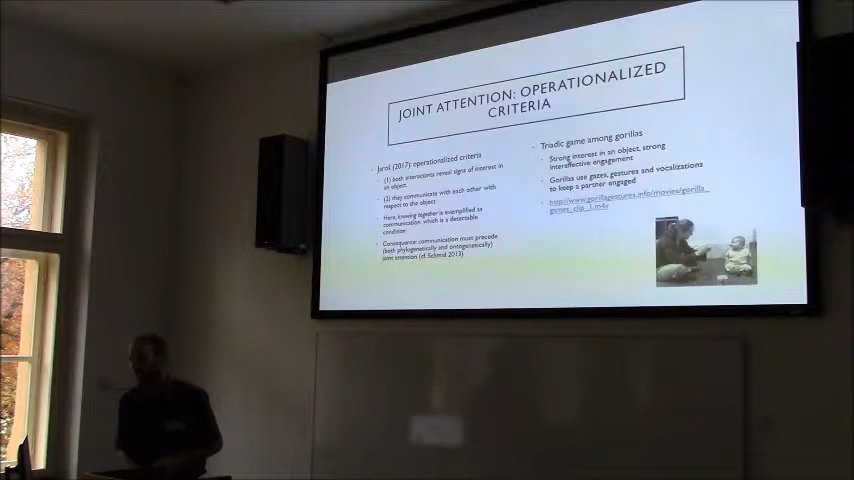 JOINT ATTENTION: OPERATIONALIZED
CRITERIA
Jarol (2017): operationalized criteria
(1) both interactants reveal signs of interest in
an object
(2) they communicate with each other with
respect to the object
Here, knowing together is exemplified as
communication, which is a detectable
condition
Consequence: communication must precede
(both phylogenetically and ontogenetically)
joint attention (cf. Schmid 2013)
Triadic game among gorillas
Strong interest in an object, strong
interaffective engagement
Gorillas use gazes, gestures and vocalizations
to keep a partner engaged
http://www.gorillagestures.info/movies/gorilla_
games_clip_1.m4v